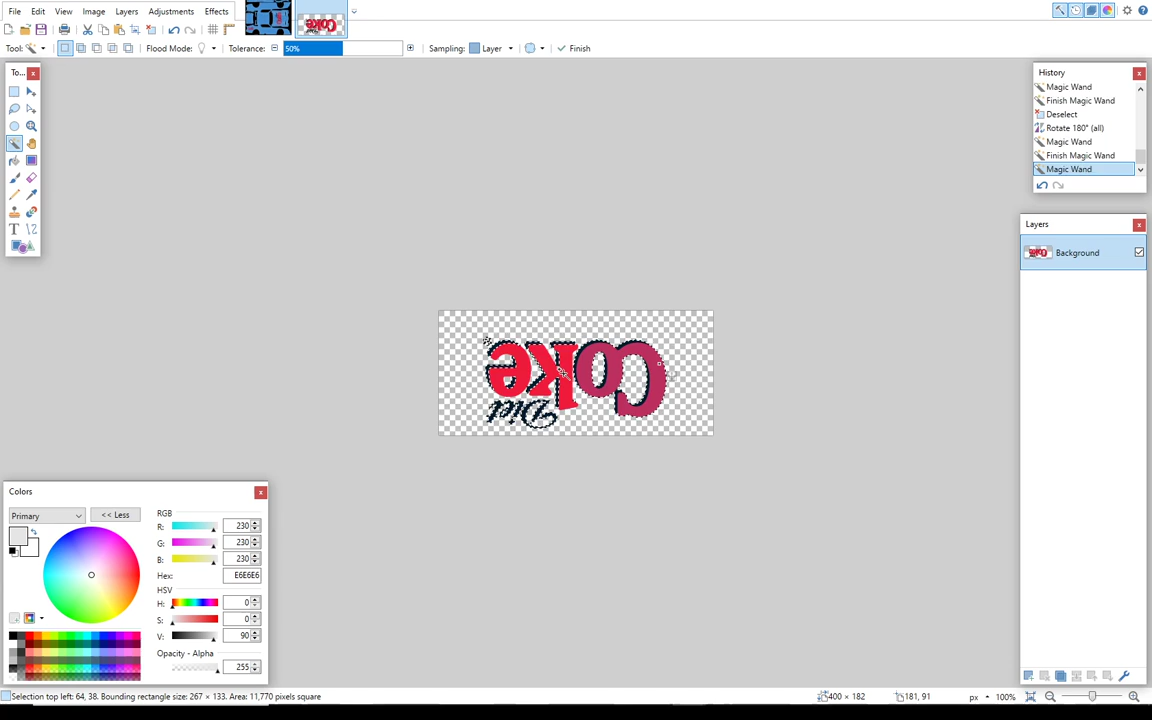 File Edit View Image Layers Adjustments Effects
Tool: Flood Mode: Tolerance: 50% Sampling: Layer Finish
To...
History
Magic Wand
Finish Magic Wand
Deselect
Rotate 180° (all)
Magic Wand
Finish Magic Wand
Magic Wand
Layers
Background
Diet
Coke
Colors
Primary
<< Less
RGB
R: 230
G: 230
B: 230
Hex: E6E6E6
HSV
H: 0
S: 0
V: 90
Opacity - Alpha
255
Selection top left: 64, 38. Bounding rectangle size: 267 × 133. Area: 11,770 pixels square
400 × 182
181, 91
px
100%